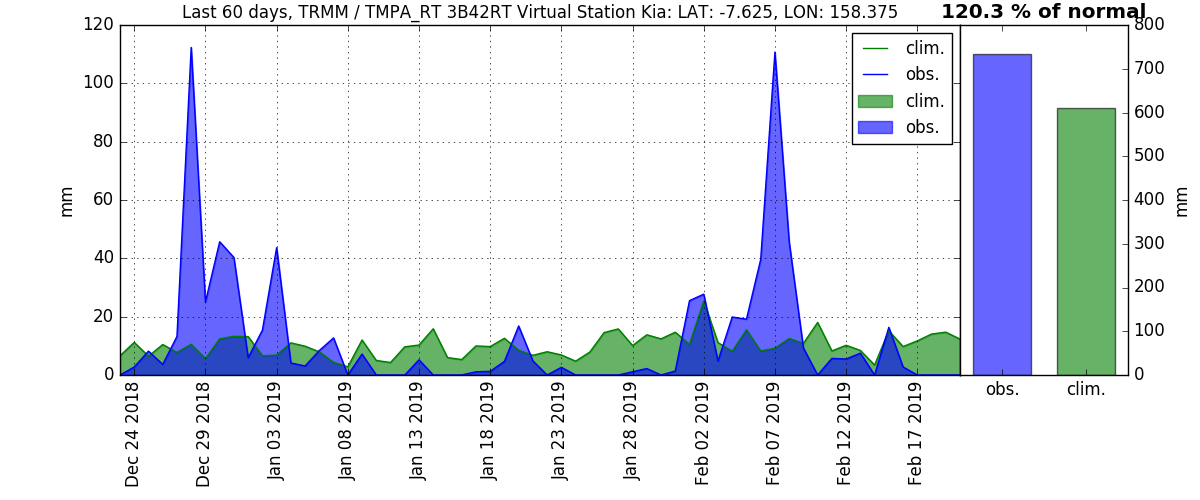 Last 60 days, TRMM / TMPA_RT 3B42RT Virtual Station Kia: LAT: -7.625, LON: 158.375
120.3 % of normal
120
100
80
60
40
20
0
mm
clim.
obs.
clim.
obs.
Dec 24 2018
Dec 29 2018
Jan 03 2019
Jan 08 2019
Jan 13 2019
Jan 18 2019
Jan 23 2019
Jan 28 2019
Feb 02 2019
Feb 07 2019
Feb 12 2019
Feb 17 2019
800
700
600
500
400
300
200
100
0
mm
obs.
clim.